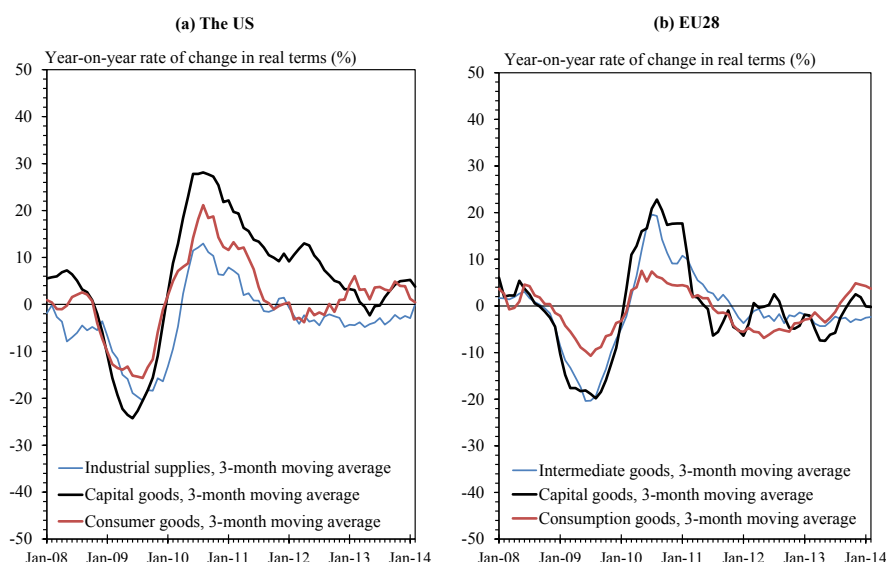 (a) The US
Year-on-year rate of change in real terms (%)
50
40
30
20
10
0
-10
-20
-30
-40
-50
Industrial supplies, 3-month moving average
Capital goods, 3-month moving average
Consumer goods, 3-month moving average
Jan-08 Jan-09 Jan-10 Jan-11 Jan-12 Jan-13 Jan-14
(b) EU28
Year-on-year rate of change in real terms (%)
50
40
30
20
10
0
-10
-20
-30
-40
-50
Intermediate goods, 3-month moving average
Capital goods, 3-month moving average
Consumption goods, 3-month moving average
Jan-08 Jan-09 Jan-10 Jan-11 Jan-12 Jan-13 Jan-14